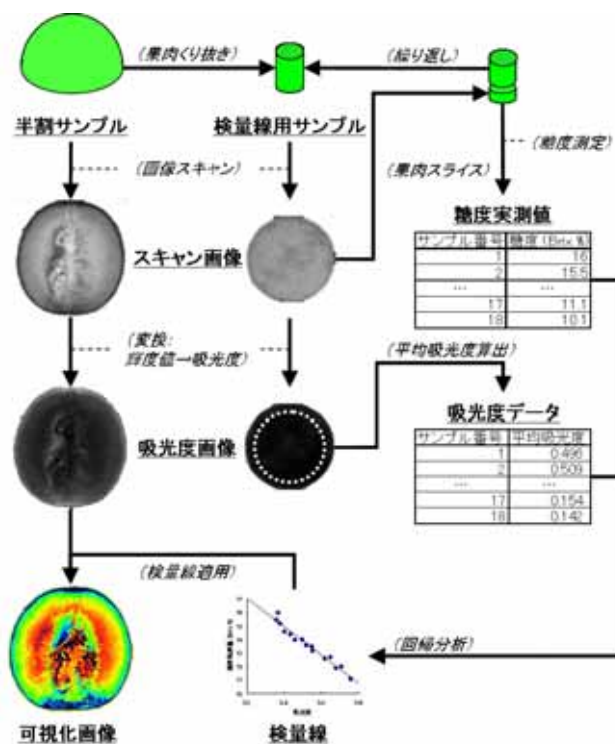 (果肉くり抜き)
(繰り返し)
半割サンプル
検量線用サンプル
(糖度測定)
(画像スキャン)
(果肉スライス)
糖度実測値
サンプル番号 糖度(Brix %)
1 16
2 15.5
… …
17 11.1
18 10.1
スキャン画像
(変換:
輝度値→吸光度)
(平均吸光度算出)
吸光度データ
サンプル番号 平均吸光度
1 0.496
2 0.509
… …
17 0.154
18 0.142
吸光度画像
(検量線適用)
(回帰分析)
可視化画像
検量線